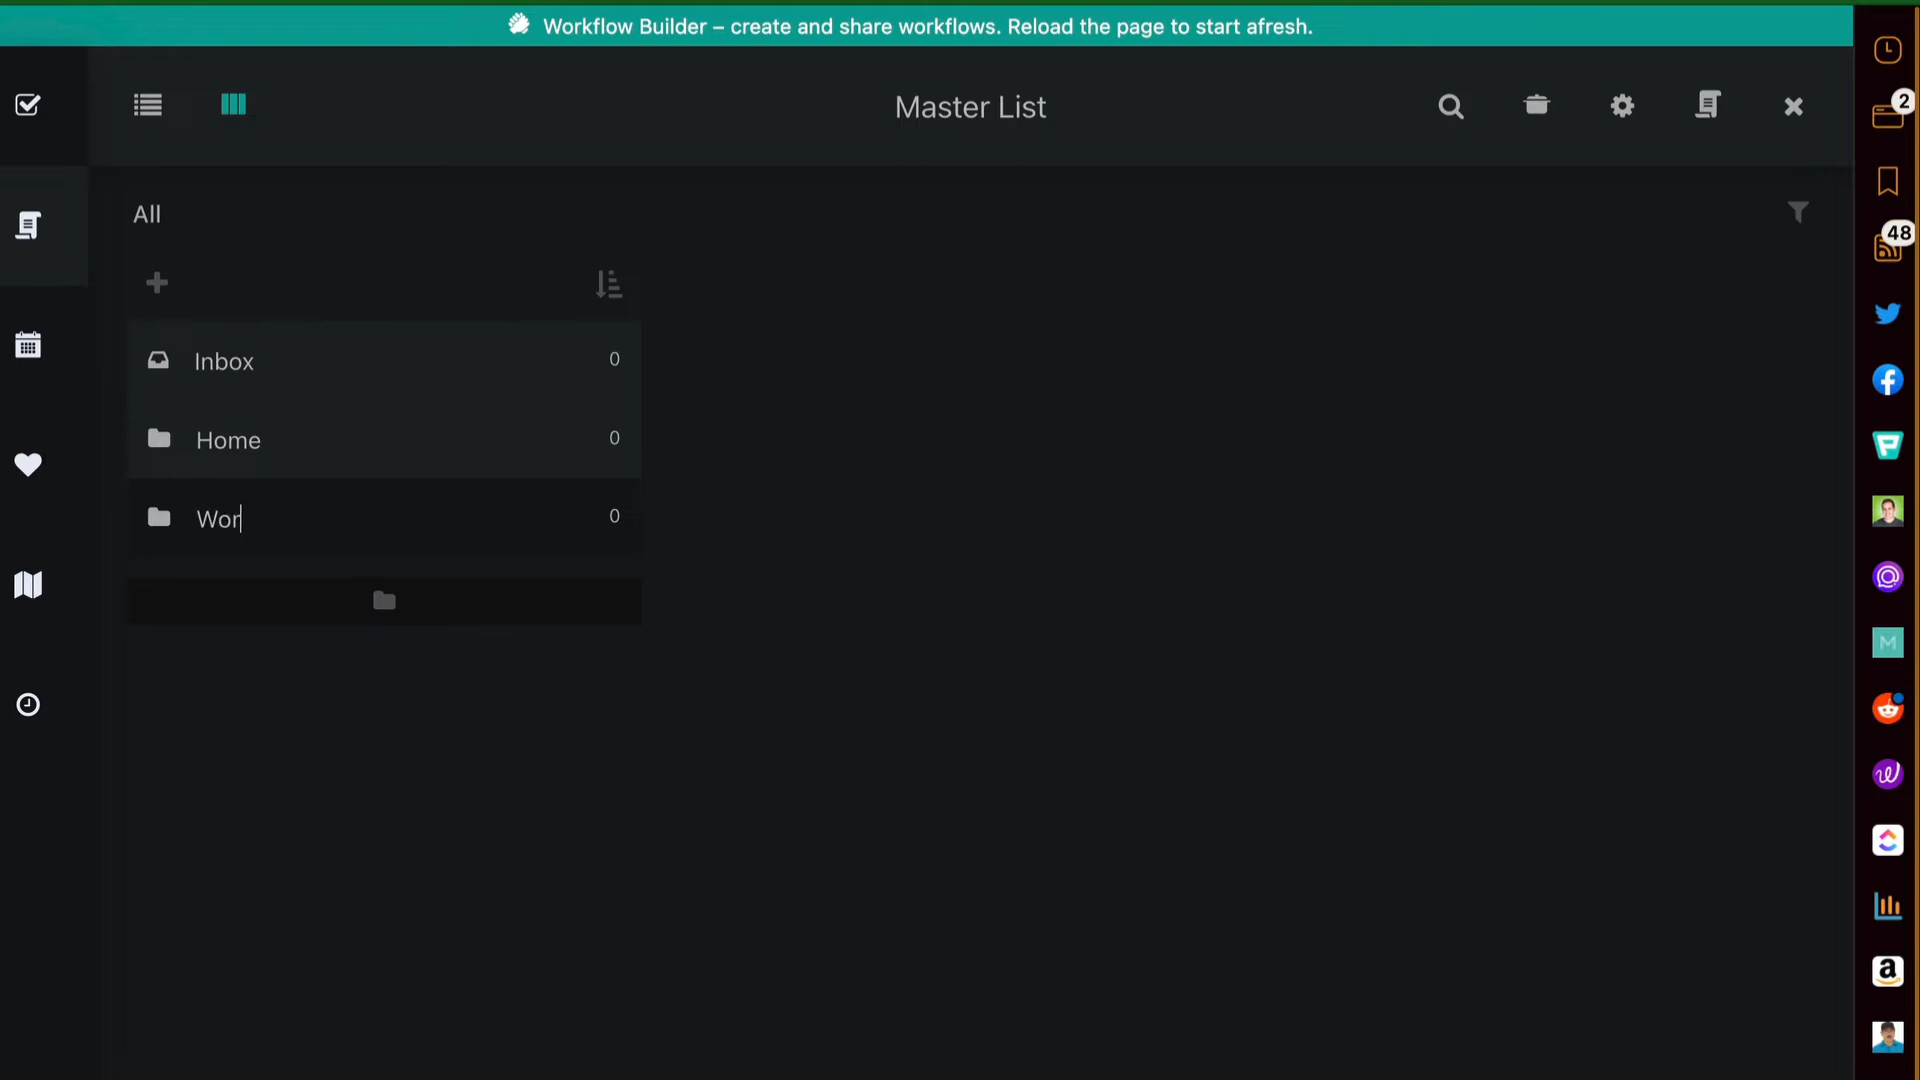 Workflow Builder – create and share workflows. Reload the page to start afresh.
Master List
2
All
48
Inbox 0
Home 0
Wor 0
M
a